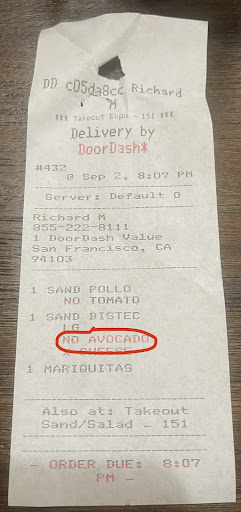 DD c05da8cc Richard
M
*** Takeout Expo - 151 ***
Delivery by
DoorDash*
#432
@ Sep 2, 8:07 PM
Server: Default 0
Richard M
855-222-8111
1 DoorDash Value
San Francisco, CA
94103
1 SAND POLLO
NO TOMATO
1 SAND BISTEC
LG
NO AVOCADO
* CHEESE
1 MARIQUITAS
Also at: Takeout
Sand/Salad - 151
- ORDER DUE: 8:07
PM -